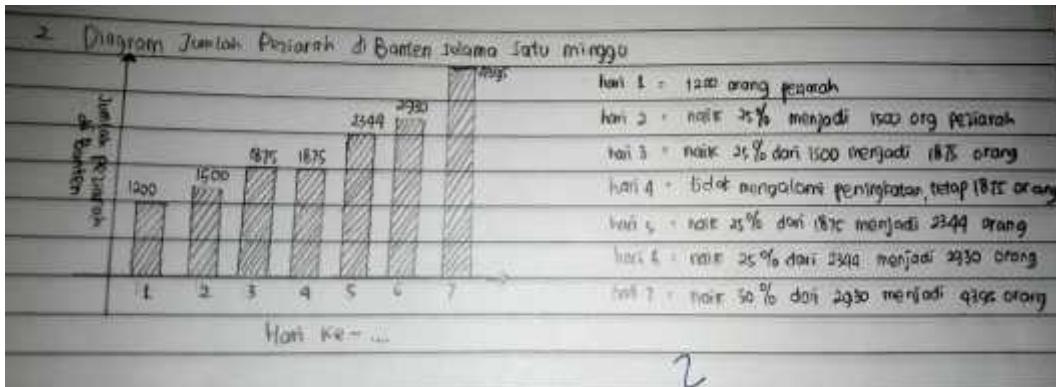 2 Diagram Jumlah Peziarah di Banten selama satu minggu
Jumlah peziarah
di Banten
1200
1500
1875
1875
2344
2930
4395
1 2 3 4 5 6 7
Hari ke - ...
hari 1 = 1200 orang peziarah
hari 2 = naik 25% menjadi 1500 org peziarah
hari 3 = naik 25% dari 1500 menjadi 1875 orang
hari 4 = tidak mengalami peningkatan, tetap 1875 orang
hari 5 = naik 25% dari 1875 menjadi 2344 orang
hari 6 = naik 25% dari 2344 menjadi 2930 orang
hari 7 = naik 50% dari 2930 menjadi 4395 orang
2